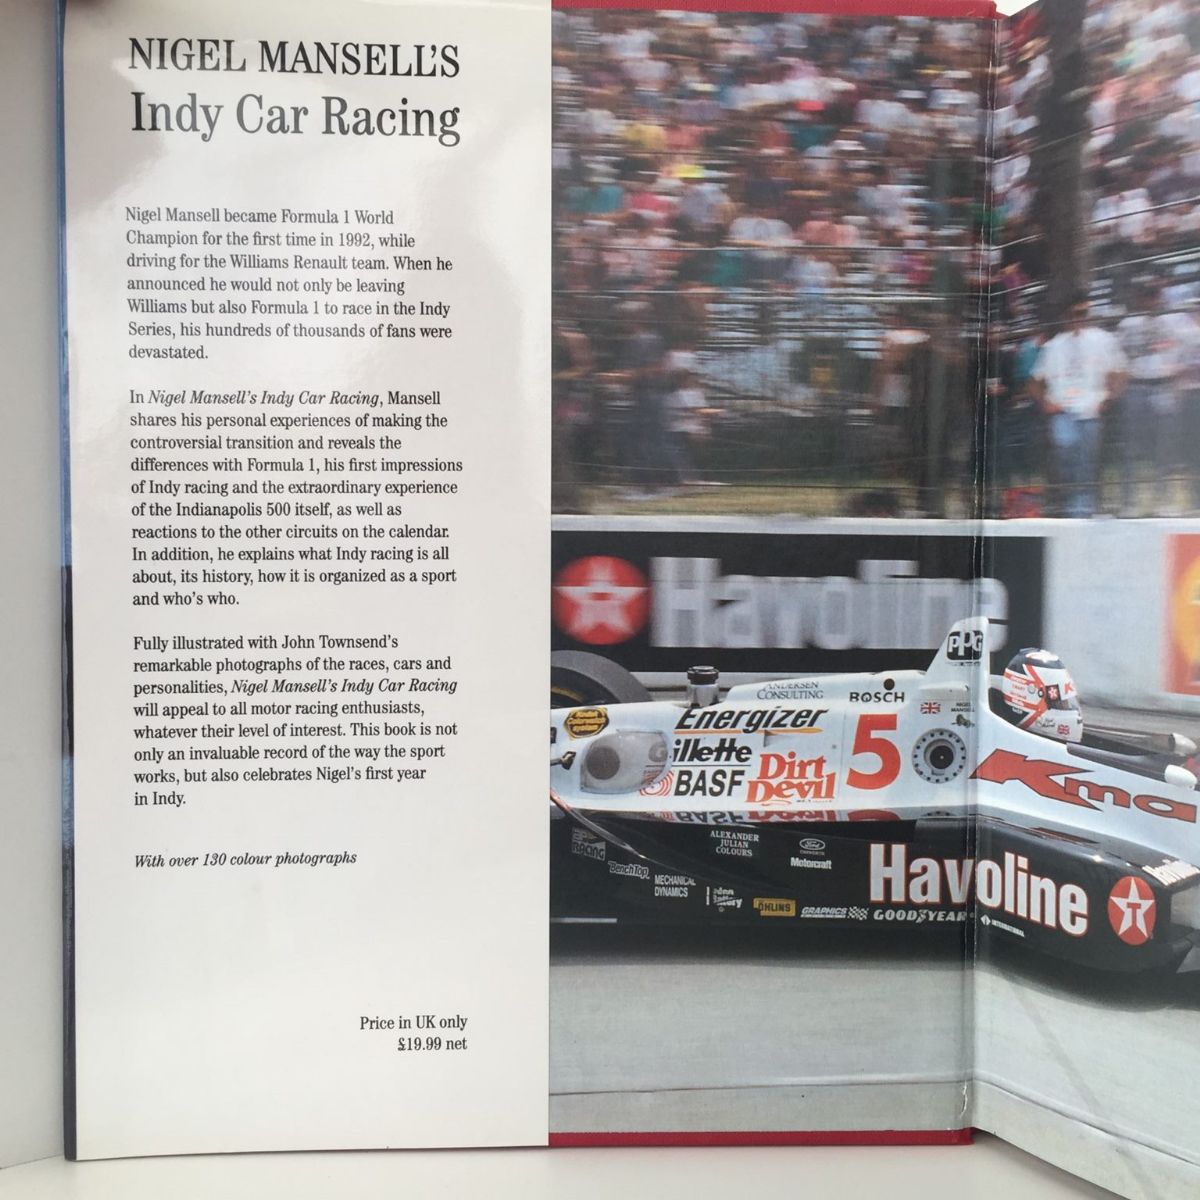 NIGEL MANSELL'S
Indy Car Racing
Nigel Mansell became Formula 1 World
Champion for the first time in 1992, while
driving for the Williams Renault team. When he
announced he would not only be leaving
Williams but also Formula 1 to race in the Indy
Series, his hundreds of thousands of fans were
devastated.
In Nigel Mansell's Indy Car Racing, Mansell
shares his personal experiences of making the
controversial transition and reveals the
differences with Formula 1, his first impressions
of Indy racing and the extraordinary experience
of the Indianapolis 500 itself, as well as
reactions to the other circuits on the calendar.
In addition, he explains what Indy racing is all
about, its history, how it is organized as a sport
and who's who.
Fully illustrated with John Townsend's
remarkable photographs of the races, cars and
personalities, Nigel Mansell's Indy Car Racing
will appeal to all motor racing enthusiasts,
whatever their level of interest. This book is not
only an invaluable record of the way the sport
works, but also celebrates Nigel's first year
in Indy.
With over 130 colour photographs
Price in UK only
£19.99 net
Havoline
PPG
ANDERSEN
CONSULTING
BOSCH
NIGEL
Energizer
Gillette
BASF
Dirt
Devil
5
Kma
RACING
BenchTop
ALEXANDER
JULIAN
COLOURS
Ford
Motorcraft
MECHANICAL
DYNAMICS
ÖHLINS
GRAPHICS
GOODYEAR
INTERNATIONAL
Havoline
T